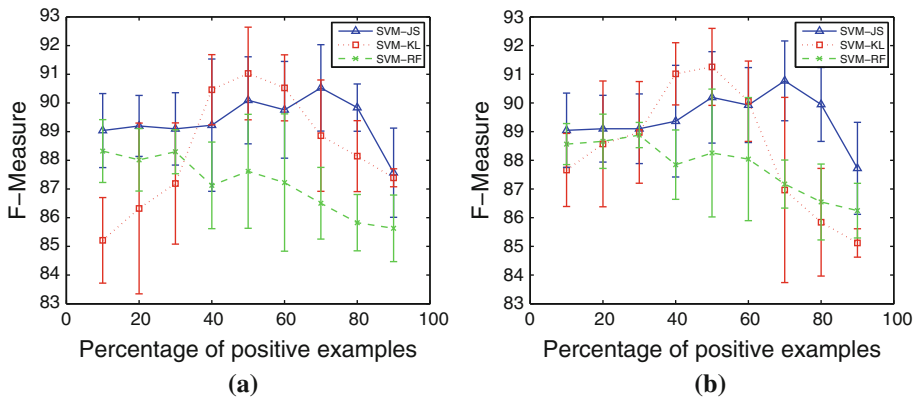 93
92
91
90
89
88
87
86
85
84
83
F-Measure
0 20 40 60 80 100
Percentage of positive examples
SVM-JS
SVM-KL
SVM-RF
(a)
93
92
91
90
89
88
87
86
85
84
83
F-Measure
0 20 40 60 80 100
Percentage of positive examples
SVM-JS
SVM-KL
SVM-RF
(b)